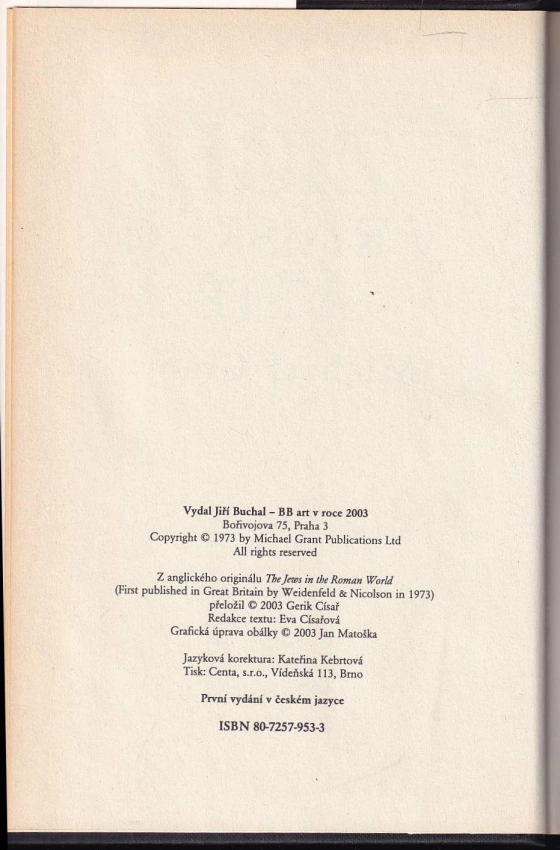 Vydal Jiří Buchal – BB art v roce 2003
Bořivojova 75, Praha 3
Copyright © 1973 by Michael Grant Publications Ltd
All rights reserved
Z anglického originálu The Jews in the Roman World
(First published in Great Britain by Weidenfeld & Nicolson in 1973)
přeložil © 2003 Gerik Císař
Redakce textu: Eva Císařová
Grafická úprava obálky © 2003 Jan Matoška
Jazyková korektura: Kateřina Kebrtová
Tisk: Centa, s.r.o., Vídeňská 113, Brno
První vydání v českém jazyce
ISBN 80-7257-953-3